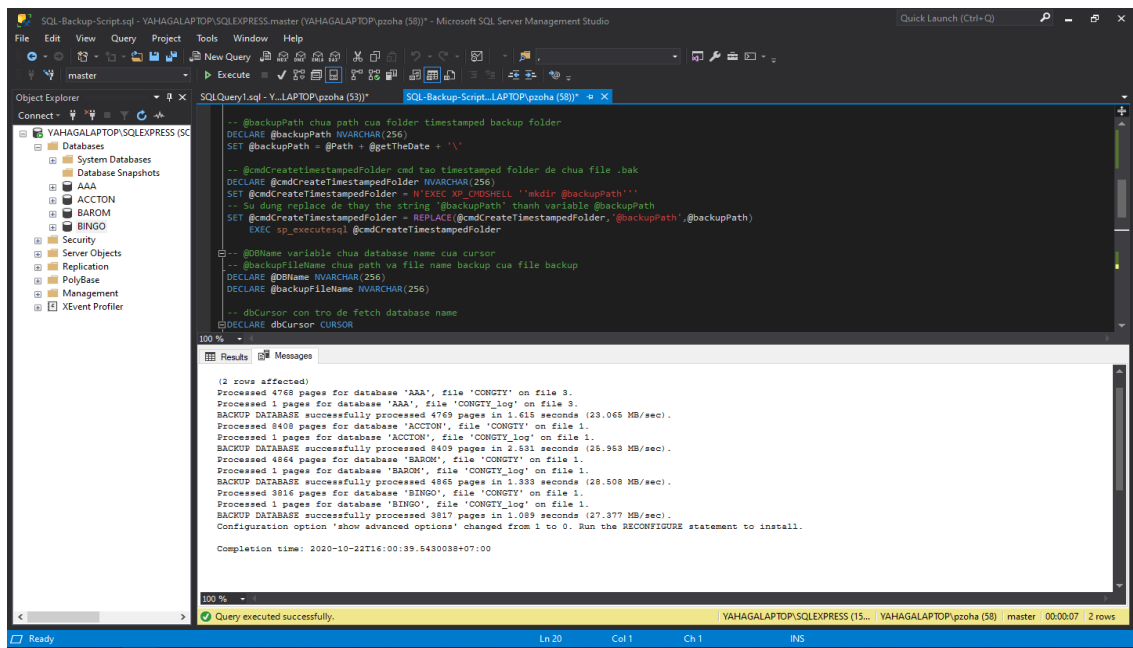 SQL-Backup-Script.sql - YAHAGALAPTOP\SQLEXPRESS.master (YAHAGALAPTOP\pzoha (58))* - Microsoft SQL Server Management Studio
Quick Launch (Ctrl+Q)
File Edit View Query Project Tools Window Help
New Query
master
Execute
Object Explorer
SQLQuery1.sql - Y...LAPTOP\pzoha (53))*
SQL-Backup-Script...LAPTOP\pzoha (58))*
Connect
YAHAGALAPTOP\SQLEXPRESS (SC
Databases
System Databases
Database Snapshots
AAA
ACCTON
BAROM
BINGO
Security
Server Objects
Replication
PolyBase
Management
XEvent Profiler
-- @backupPath chua path cua folder timestamped backup folder
DECLARE @backupPath NVARCHAR(256)
SET @backupPath = @Path + @getTheDate + '\'
-- @cmdCreatetimestampedFolder cmd tao timestamped folder de chua file .bak
DECLARE @cmdCreateTimestampedFolder NVARCHAR(256)
SET @cmdCreateTimestampedFolder = N'EXEC XP_CMDSHELL ''mkdir @backupPath'''
-- Su dung replace de thay the string '@backupPath' thanh variable @backupPath
SET @cmdCreateTimestampedFolder = REPLACE(@cmdCreateTimestampedFolder,'@backupPath',@backupPath)
EXEC sp_executesql @cmdCreateTimestampedFolder
-- @DBName variable chua database name cua cursor
-- @backupFileName chua path va file name backup cua file backup
DECLARE @DBName NVARCHAR(256)
DECLARE @backupFileName NVARCHAR(256)
-- dbCursor con tro de fetch database name
DECLARE dbCursor CURSOR
100 %
Results Messages
(2 rows affected)
Processed 4768 pages for database 'AAA', file 'CONGTY' on file 3.
Processed 1 pages for database 'AAA', file 'CONGTY_log' on file 3.
BACKUP DATABASE successfully processed 4769 pages in 1.615 seconds (23.065 MB/sec).
Processed 8408 pages for database 'ACCTON', file 'CONGTY' on file 1.
Processed 1 pages for database 'ACCTON', file 'CONGTY_log' on file 1.
BACKUP DATABASE successfully processed 8409 pages in 2.531 seconds (25.953 MB/sec).
Processed 4864 pages for database 'BAROM', file 'CONGTY' on file 1.
Processed 1 pages for database 'BAROM', file 'CONGTY_log' on file 1.
BACKUP DATABASE successfully processed 4865 pages in 1.333 seconds (28.508 MB/sec).
Processed 3816 pages for database 'BINGO', file 'CONGTY' on file 1.
Processed 1 pages for database 'BINGO', file 'CONGTY_log' on file 1.
BACKUP DATABASE successfully processed 3817 pages in 1.089 seconds (27.377 MB/sec).
Configuration option 'show advanced options' changed from 1 to 0. Run the RECONFIGURE statement to install.
Completion time: 2020-10-22T16:00:39.5430038+07:00
100 %
Query executed successfully.
YAHAGALAPTOP\SQLEXPRESS (15... YAHAGALAPTOP\pzoha (58) master 00:00:07 2 rows
Ready
Ln 20 Col 1 Ch 1 INS